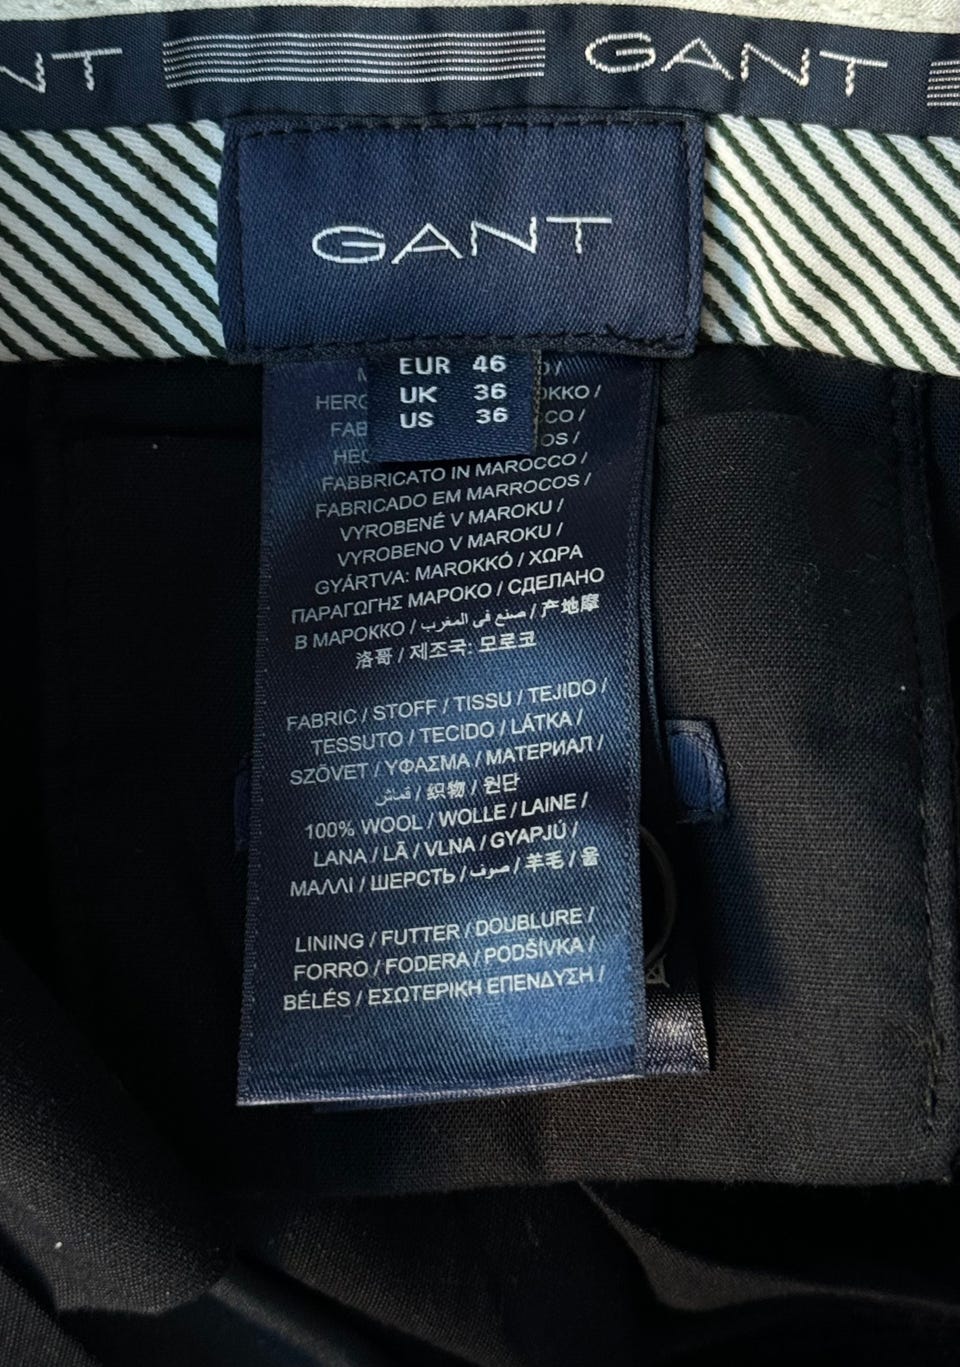 GANT
GANT
EUR 46
UK 36
US 36
FABBRICATO IN MAROCCO /
FABRICADO EM MARROCOS /
VYROBENÉ V MAROKU /
VYROBENO V MAROKU /
GYÁRTVA: MAROKKÓ / ΧΩΡΑ
ΠΑΡΑΓΩΓΗΣ ΜΑΡΟΚΟ / СДЕЛАНО
В МАРОККО / صنع في المغرب / 产地摩
洛哥 / 제조국: 모로코
FABRIC / STOFF / TISSU / TEJIDO /
TESSUTO / TECIDO / LÁTKA /
SZÖVET / ΥΦΑΣΜΑ / МАТЕРИАЛ /
قماش / 织物 / 원단
100% WOOL / WOLLE / LAINE /
LANA / LÃ / VLNA / GYAPJÚ /
ΜΑΛΛΙ / ШЕРСТЬ / صوف / 羊毛 / 울
LINING / FUTTER / DOUBLURE /
FORRO / FODERA / PODŠÍVKA /
BÉLÉS / ΕΣΩΤΕΡΙΚΗ ΕΠΕΝΔΥΣΗ /